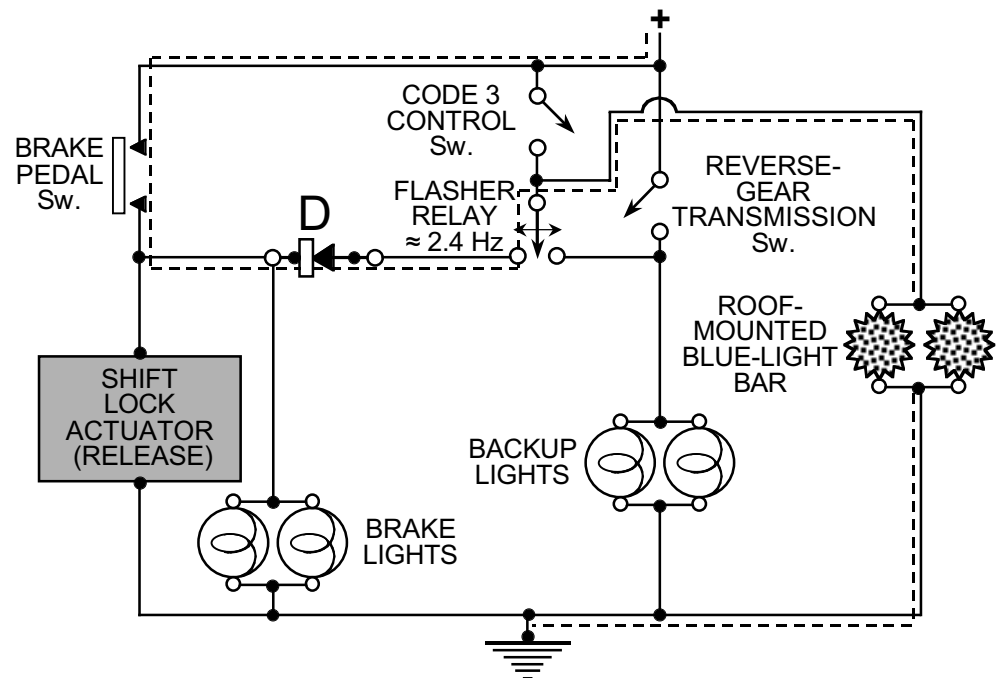 +
CODE 3
CONTROL
Sw.
BRAKE
PEDAL
Sw.
D
FLASHER
RELAY
≈ 2.4 Hz
REVERSE-
GEAR
TRANSMISSION
Sw.
ROOF-
MOUNTED
BLUE-LIGHT
BAR
SHIFT
LOCK
ACTUATOR
(RELEASE)
BACKUP
LIGHTS
BRAKE
LIGHTS